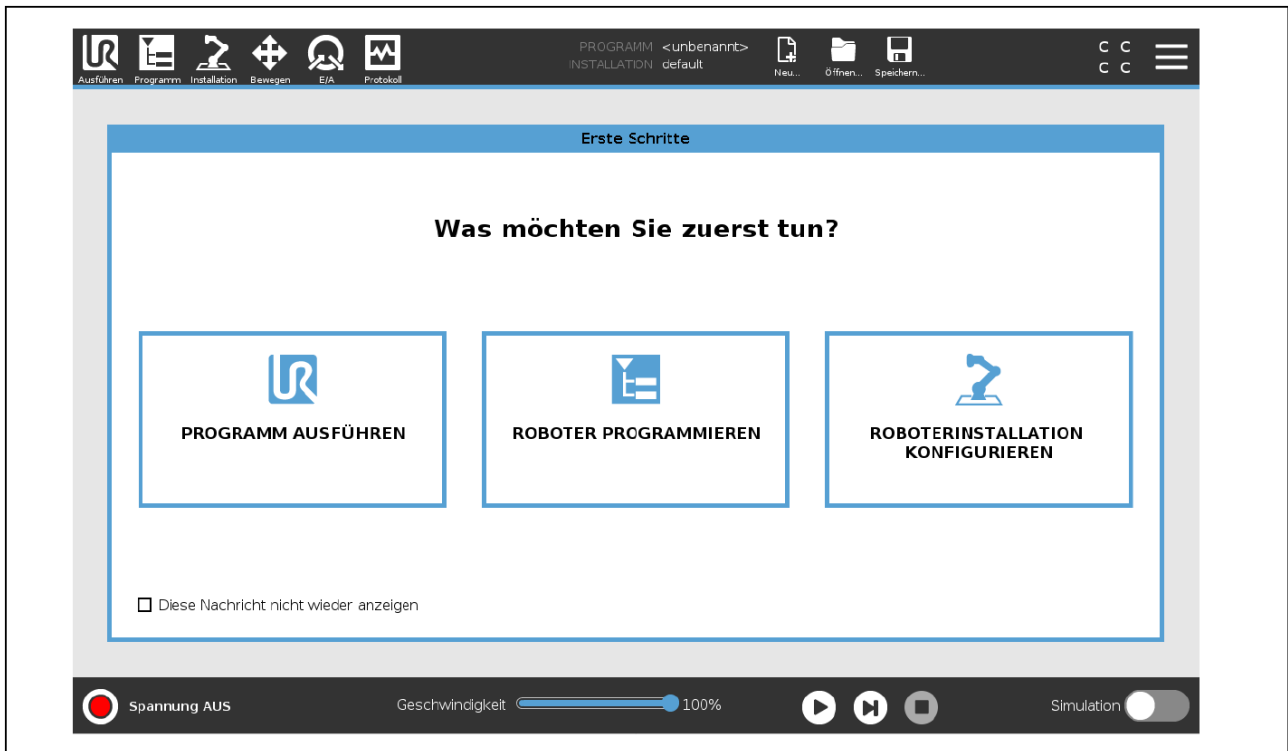 PROGRAMM <unbenannt>
INSTALLATION default
C C
C C
Ausführen Programm Installation Bewegen E/A Protokoll
Neu... Öffnen... Speichern...
Erste Schritte
Was möchten Sie zuerst tun?
PROGRAMM AUSFÜHREN
ROBOTER PROGRAMMIEREN
ROBOTERINSTALLATION
KONFIGURIEREN
Diese Nachricht nicht wieder anzeigen
Spannung AUS
Geschwindigkeit 100%
Simulation